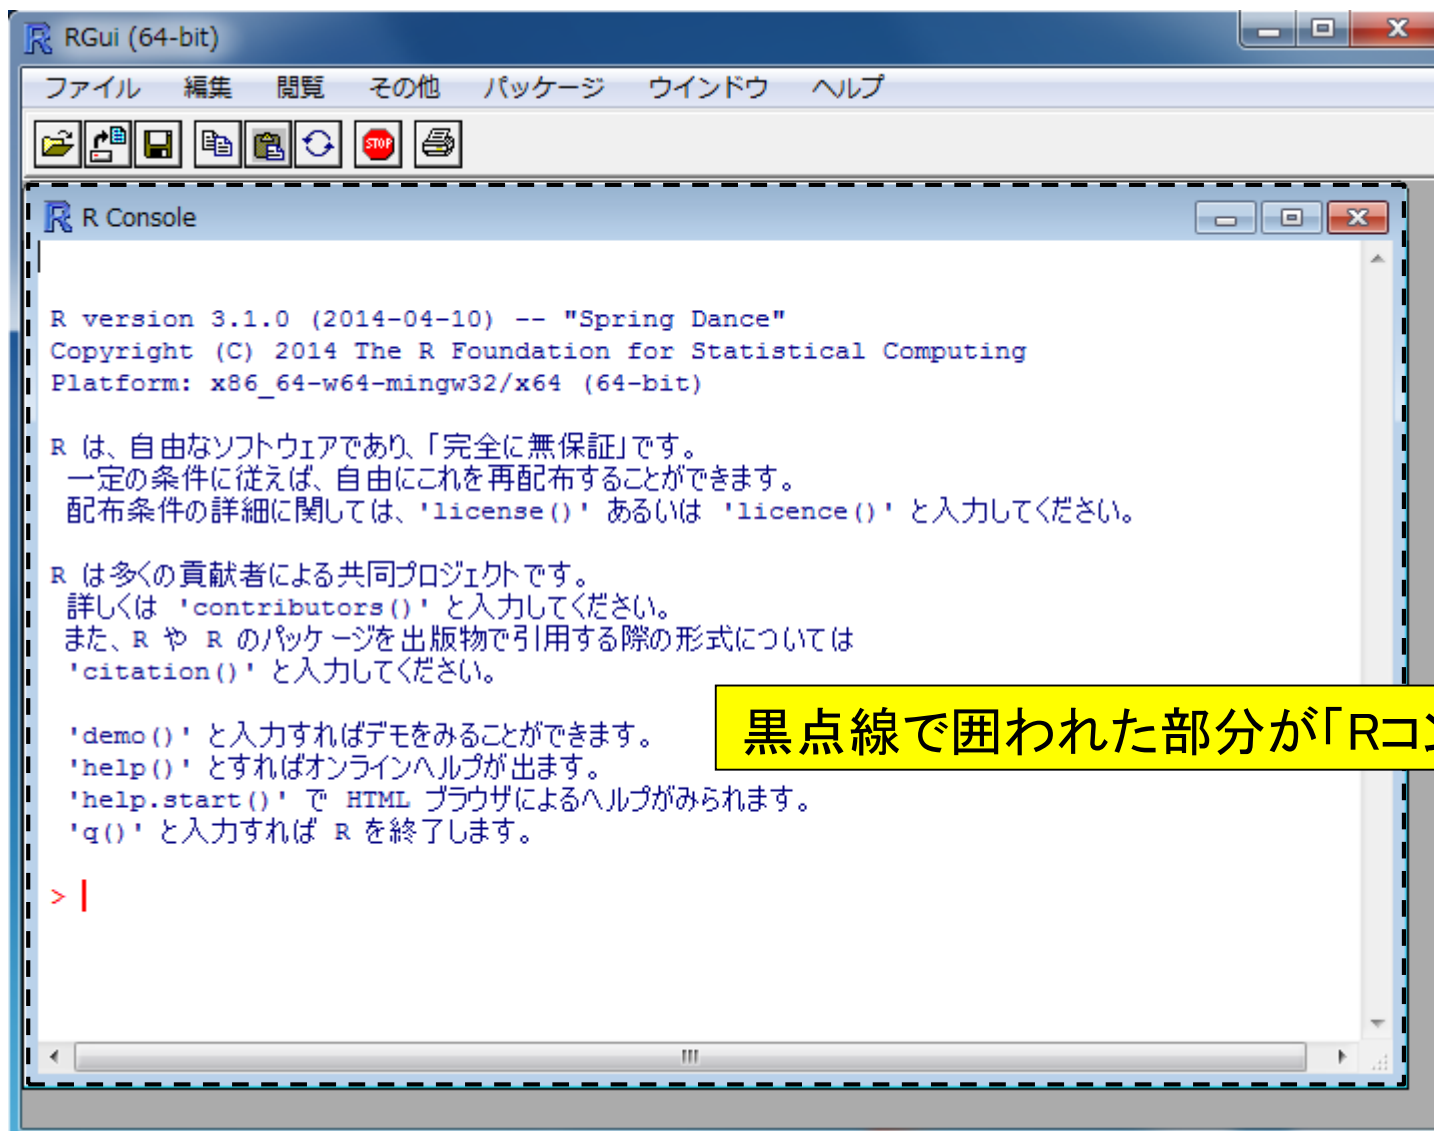 RGui (64-bit)
ファイル 編集 閲覧 その他 パッケージ ウインドウ ヘルプ
STOP
R Console
R version 3.1.0 (2014-04-10) -- "Spring Dance"
Copyright (C) 2014 The R Foundation for Statistical Computing
Platform: x86_64-w64-mingw32/x64 (64-bit)
R は、自由なソフトウェアであり、「完全に無保証」です。
一定の条件に従えば、自由にこれを再配布することができます。
配布条件の詳細に関しては、'license()' あるいは 'licence()' と入力してください。
R は多くの貢献者による共同プロジェクトです。
詳しくは 'contributors()' と入力してください。
また、R や R のパッケージを出版物で引用する際の形式については
'citation()' と入力してください。
'demo()' と入力すればデモをみることができます。
黒点線で囲われた部分が「Rコン
'help()' とすればオンラインヘルプが出ます。
'help.start()' で HTML ブラウザによるヘルプがみられます。
'q()' と入力すれば R を終了します。
>